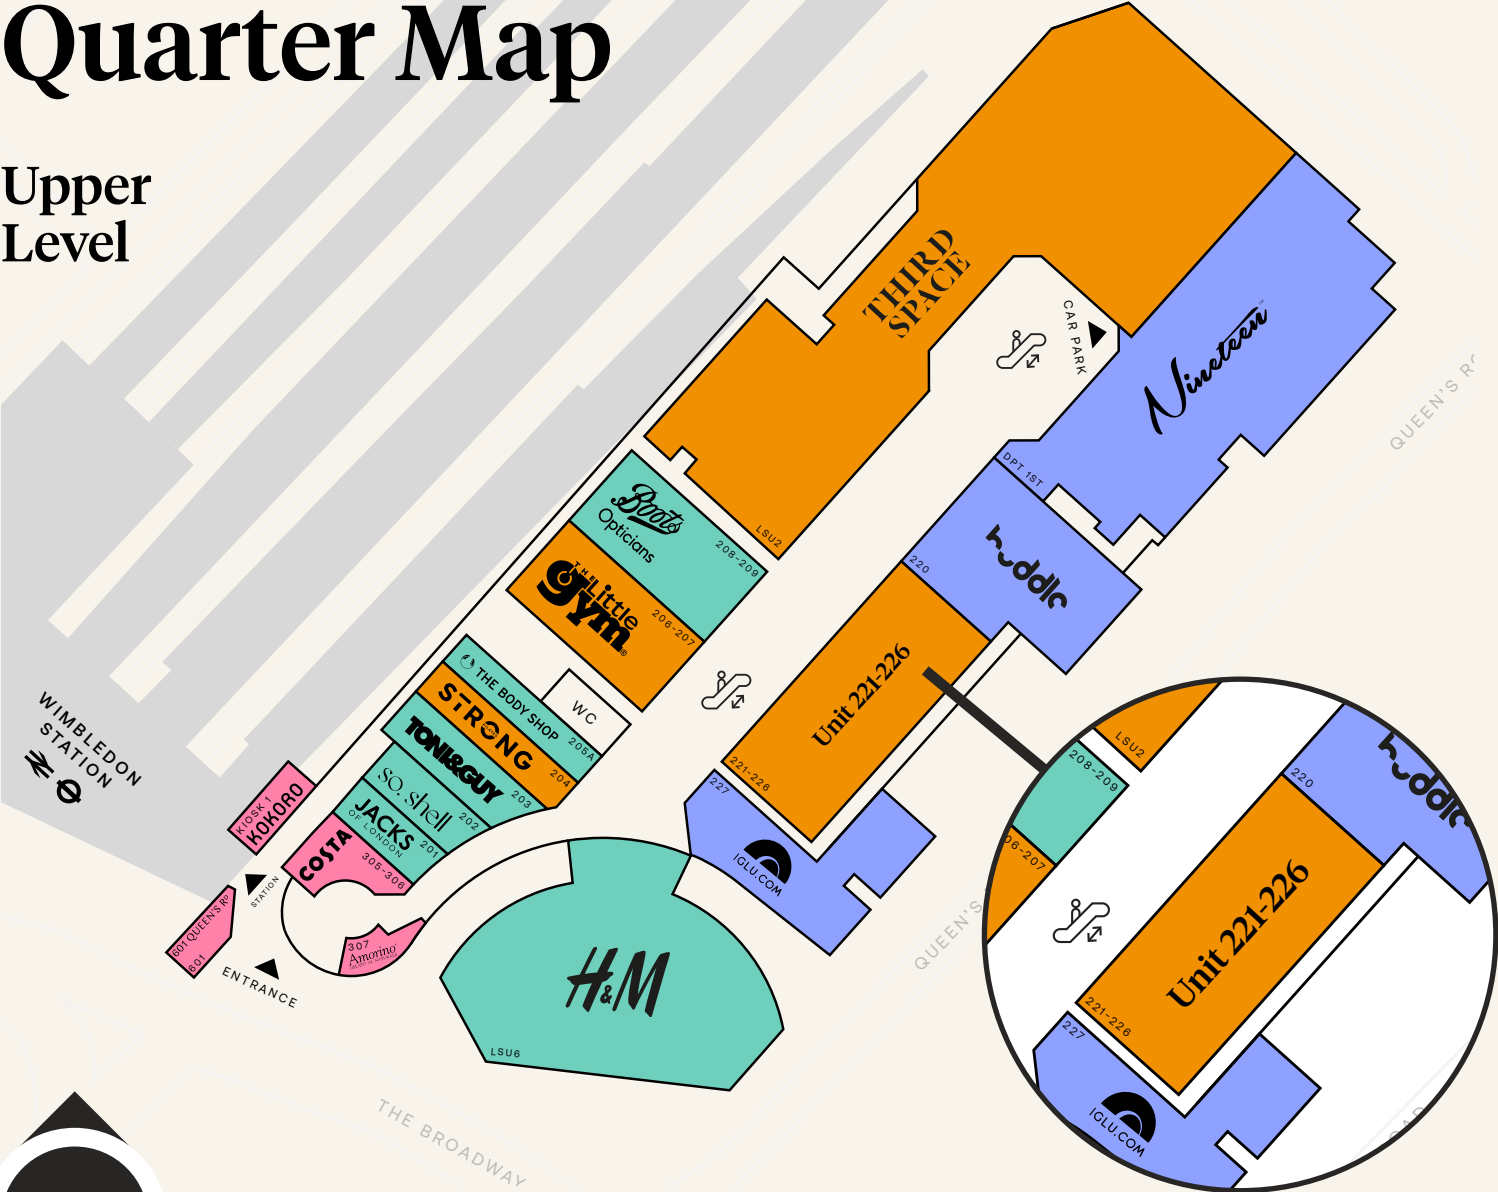 Quarter Map
Upper
Level
THIRD
SPACE
LSU2
CAR PARK
Nineteen
DPT 1ST
QUEEN'S RO
Boots
Opticians
208-209
THE
Little
gym
206-207
huddle
220
Unit 221-226
221-226
THE BODY SHOP
205A
WC
STRONG
204
TONI&GUY
203
so.shell
202
JACKS
OF LONDON
201
COSTA
305-306
WIMBLEDON
STATION
KIOSK 1
KOKORO
STATION
601 QUEEN'S RD
601
ENTRANCE
307
Amorino
H&M
LSU6
227
IGLU.COM
QUEEN'S
THE BROADWAY
LSU2
208-209
06-207
220
huddle
Unit 221-226
221-226
227
IGLU.COM
OAD